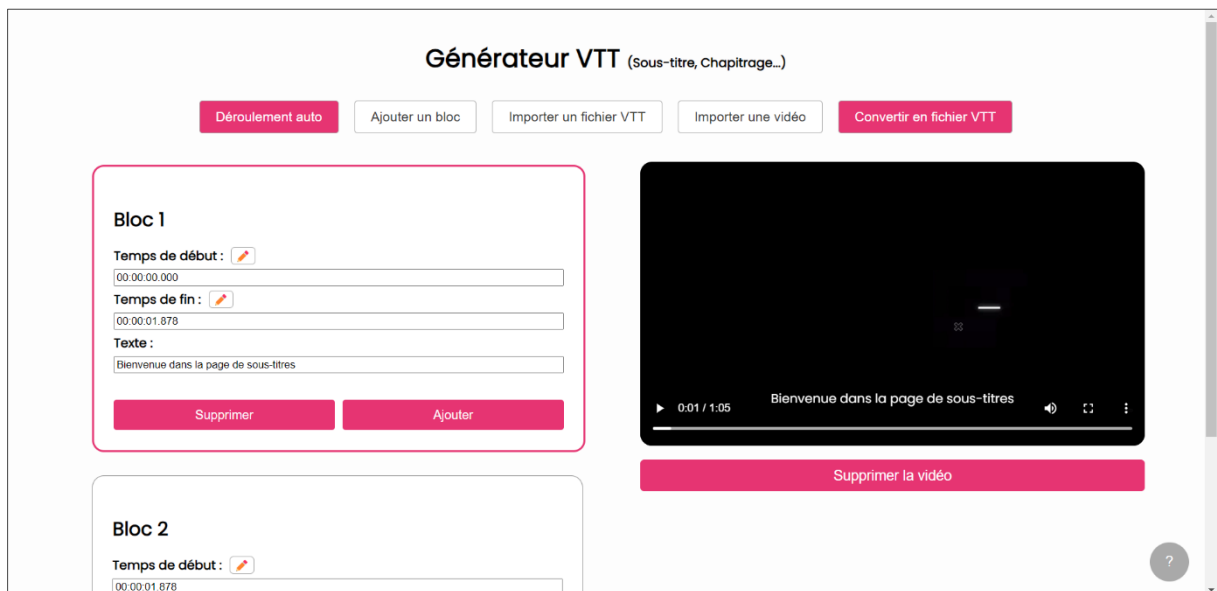 Générateur VTT (Sous-titre, Chapitrage...)
Déroulement auto Ajouter un bloc Importer un fichier VTT Importer une vidéo Convertir en fichier VTT
Bloc 1
Temps de début :
00:00:00.000
Temps de fin :
00:00:01.878
Texte :
Bienvenue dans la page de sous-titres
Supprimer Ajouter
Bloc 2
Temps de début :
00:00:01.878
Bienvenue dans la page de sous-titres
0:01 / 1:05
Supprimer la vidéo
?